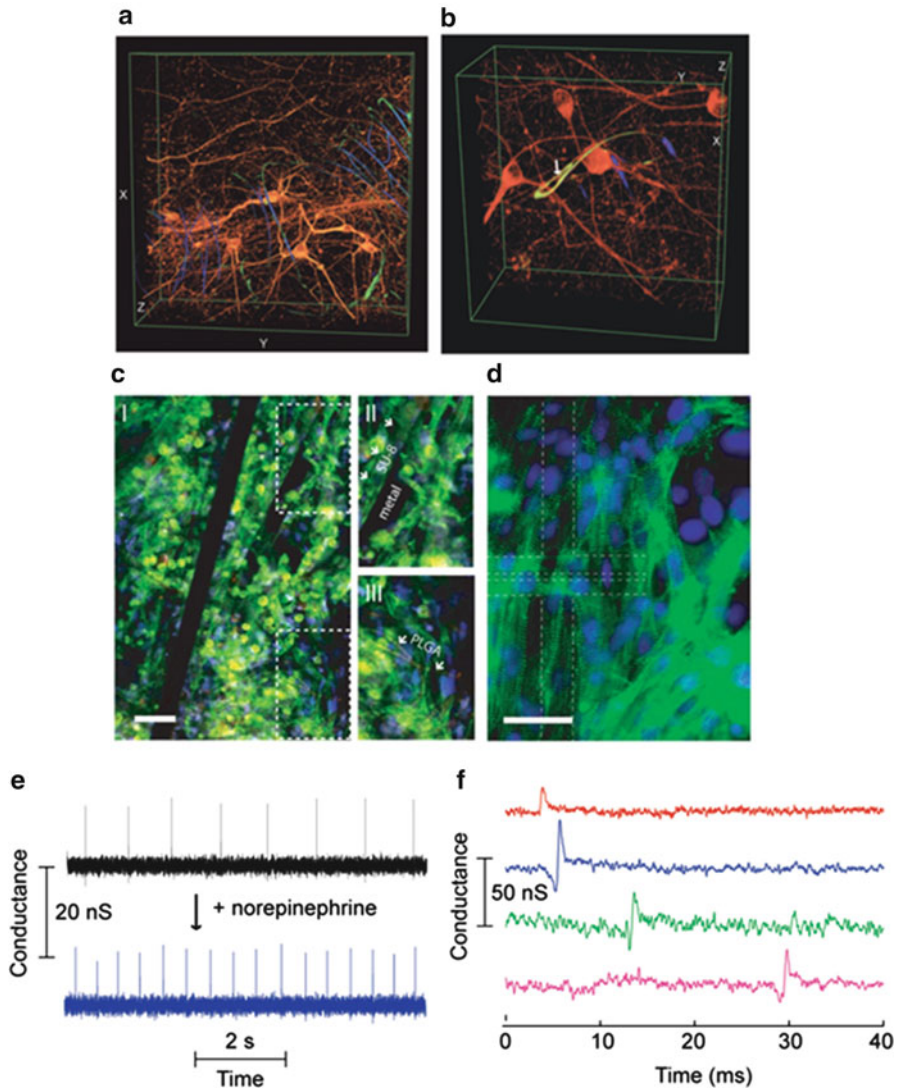 a
b
X
Z
Y
Z
Y
X
c
d
I
II
SU-8
metal
III
PLGA
e
f
Conductance
20 nS
+ norepinephrine
2 s
Time
Conductance
50 nS
0 10 20 30 40
Time (ms)